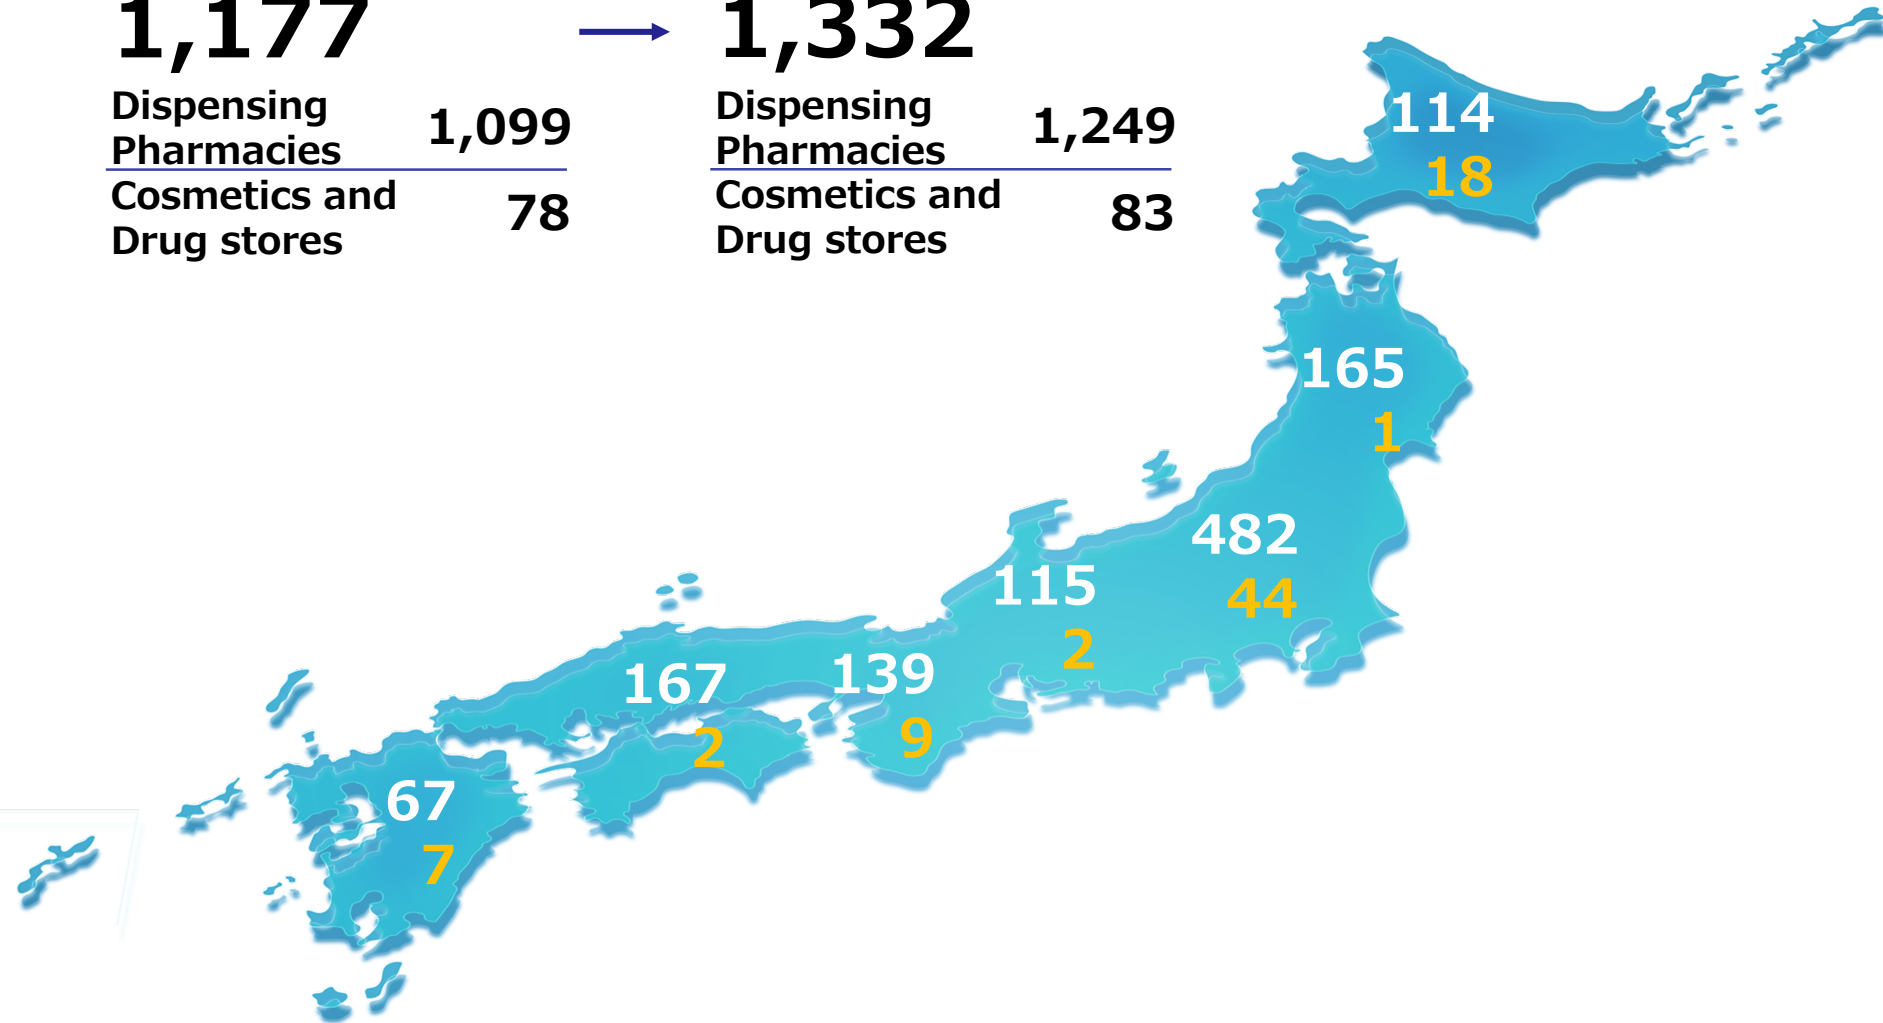 1,177
1,332
Dispensing
Pharmacies
1,099
Cosmetics and
Drug stores
78
Dispensing
Pharmacies
1,249
Cosmetics and
Drug stores
83
114
18
165
1
482
44
115
2
139
9
167
2
67
7